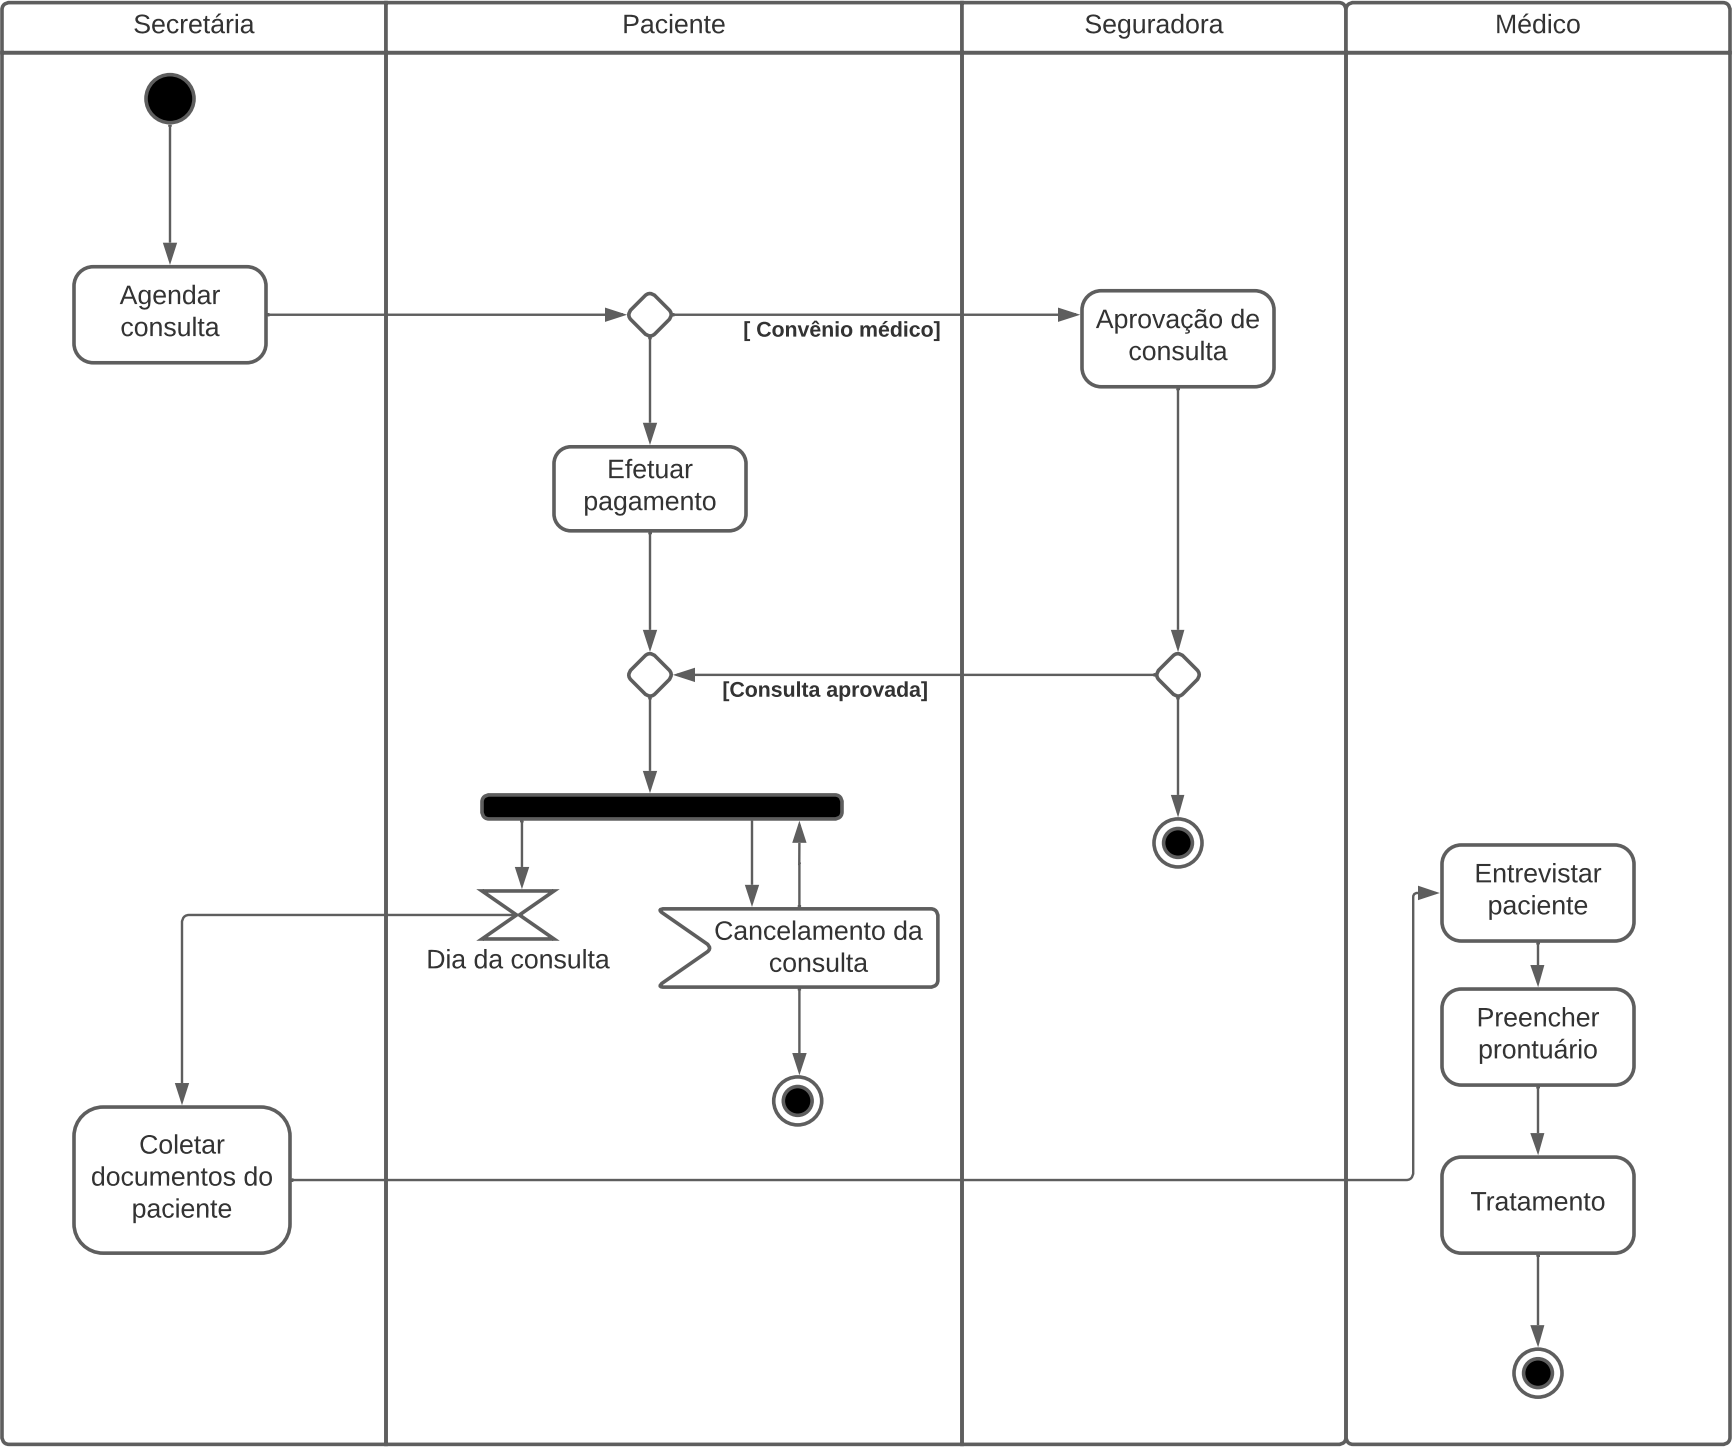 Secretária
Paciente
Seguradora
Médico
Agendar
consulta
[ Convênio médico]
Aprovação de
consulta
Efetuar
pagamento
[Consulta aprovada]
Dia da consulta
Cancelamento da
consulta
Entrevistar
paciente
Preencher
prontuário
Coletar
documentos do
paciente
Tratamento